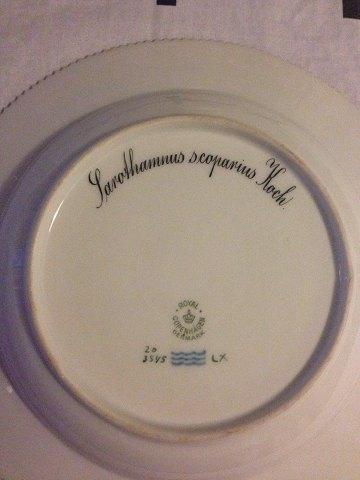 Sarothamnus scoparius Koch.
ROYAL
COPENHAGEN
DENMARK
20
3545 LX